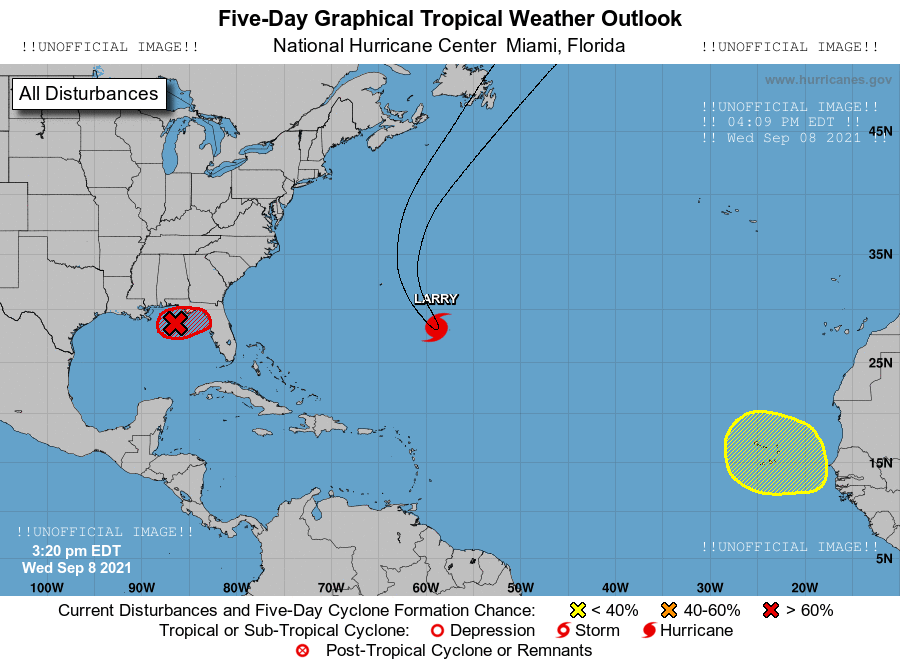 Five-Day Graphical Tropical Weather Outlook
!!UNOFFICIAL IMAGE!! National Hurricane Center Miami, Florida !!UNOFFICIAL IMAGE!!
www.hurricanes.gov
All Disturbances
!!UNOFFICIAL IMAGE!!
!! 04:09 PM EDT !!
!! Wed Sep 08 2021 !!
45N
35N
LARRY
25N
15N
!!UNOFFICIAL IMAGE!!
!!UNOFFICIAL IMAGE!!
3:20 pm EDT
5N
Wed Sep 8 2021
100W 90W 80W 70W 60W 50W 40W 30W 20W
Current Disturbances and Five-Day Cyclone Formation Chance: < 40% 40-60% > 60%
Tropical or Sub-Tropical Cyclone: Depression Storm Hurricane
Post-Tropical Cyclone or Remnants